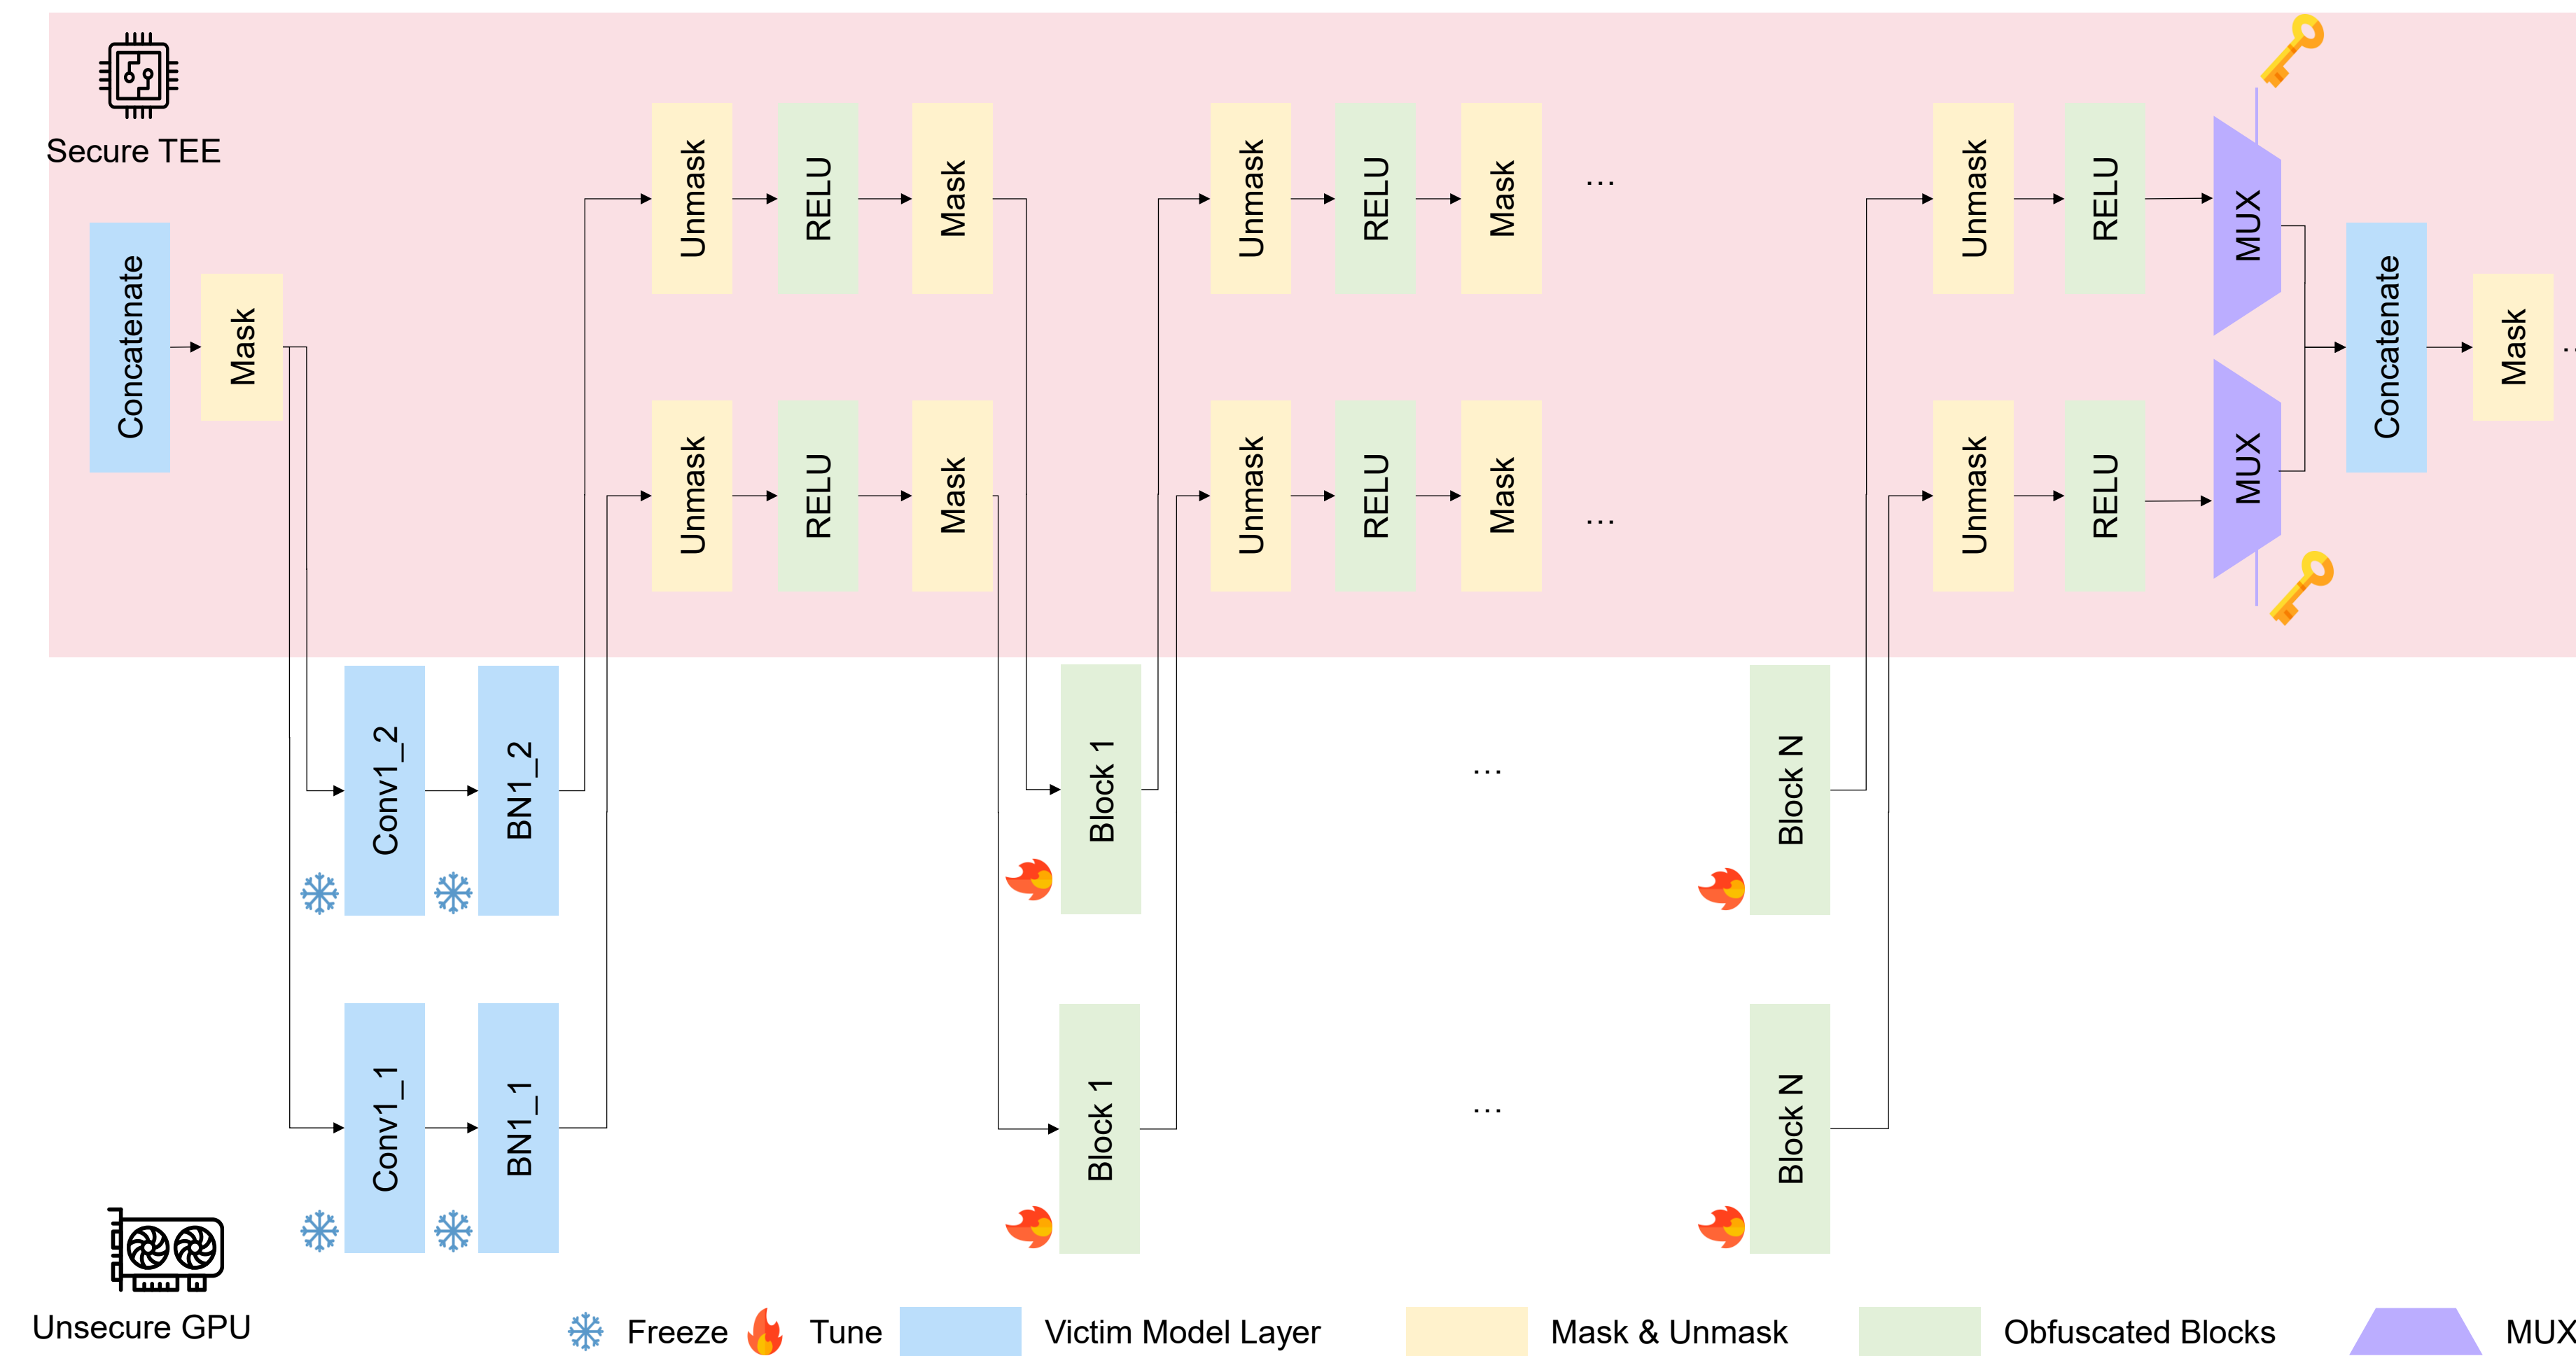 Secure TEE
Concatenate
Mask
Unmask
RELU
Mask
Unmask
RELU
Mask
...
Unmask
RELU
MUX
Concatenate
Mask
..
Unmask
RELU
Mask
Unmask
RELU
Mask
...
Unmask
RELU
MUX
Conv1_2
BN1_2
Block 1
...
Block N
Conv1_1
BN1_1
Block 1
...
Block N
Unsecure GPU
Freeze
Tune
Victim Model Layer
Mask & Unmask
Obfuscated Blocks
MUX